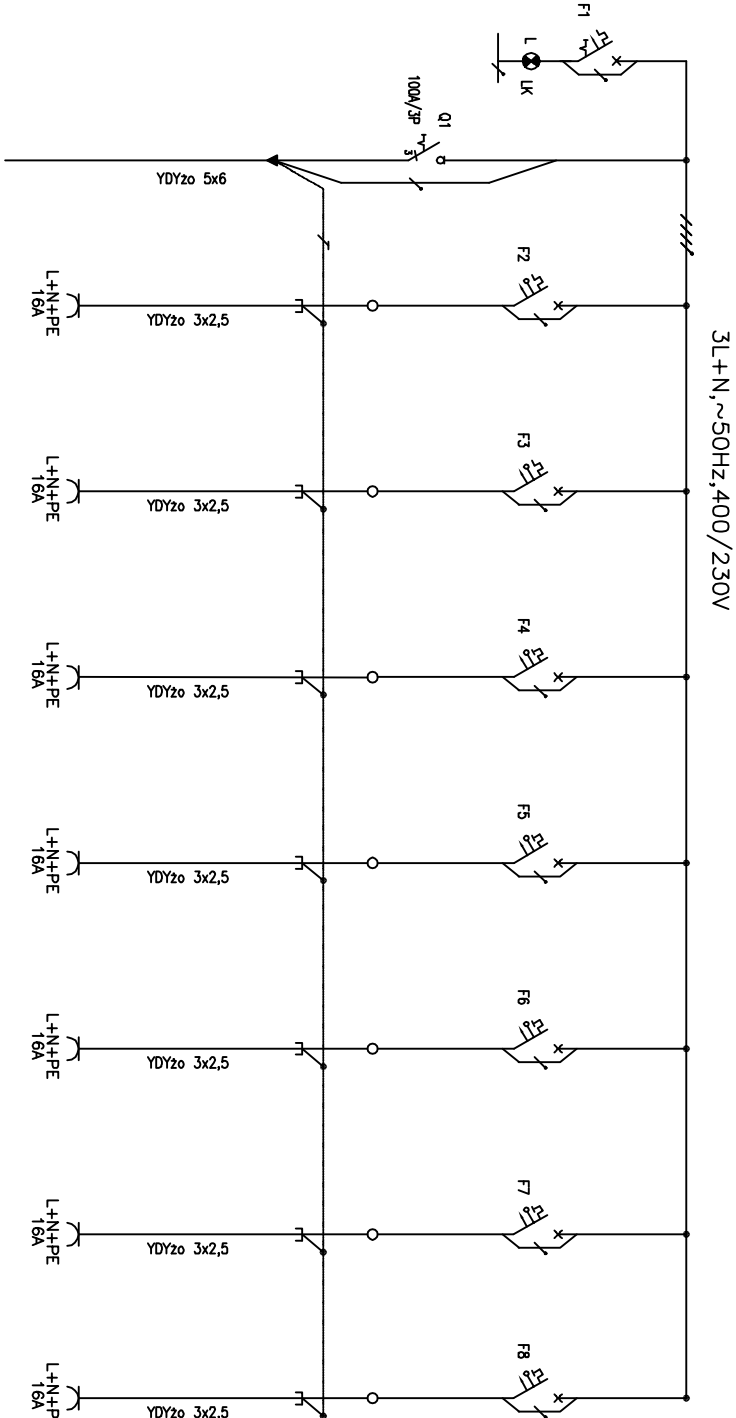 3L+N,~50Hz,400/230V
F1
L
LK
Q1
100A/3P
3
YDYżo 5x6
F2
YDYżo 3x2,5
L+N+PE
16A
F3
YDYżo 3x2,5
L+N+PE
16A
F4
YDYżo 3x2,5
L+N+PE
16A
F5
YDYżo 3x2,5
L+N+PE
16A
F6
YDYżo 3x2,5
L+N+PE
16A
F7
YDYżo 3x2,5
L+N+PE
16A
F8
YDYżo 3x2,5
L+N+P
16A